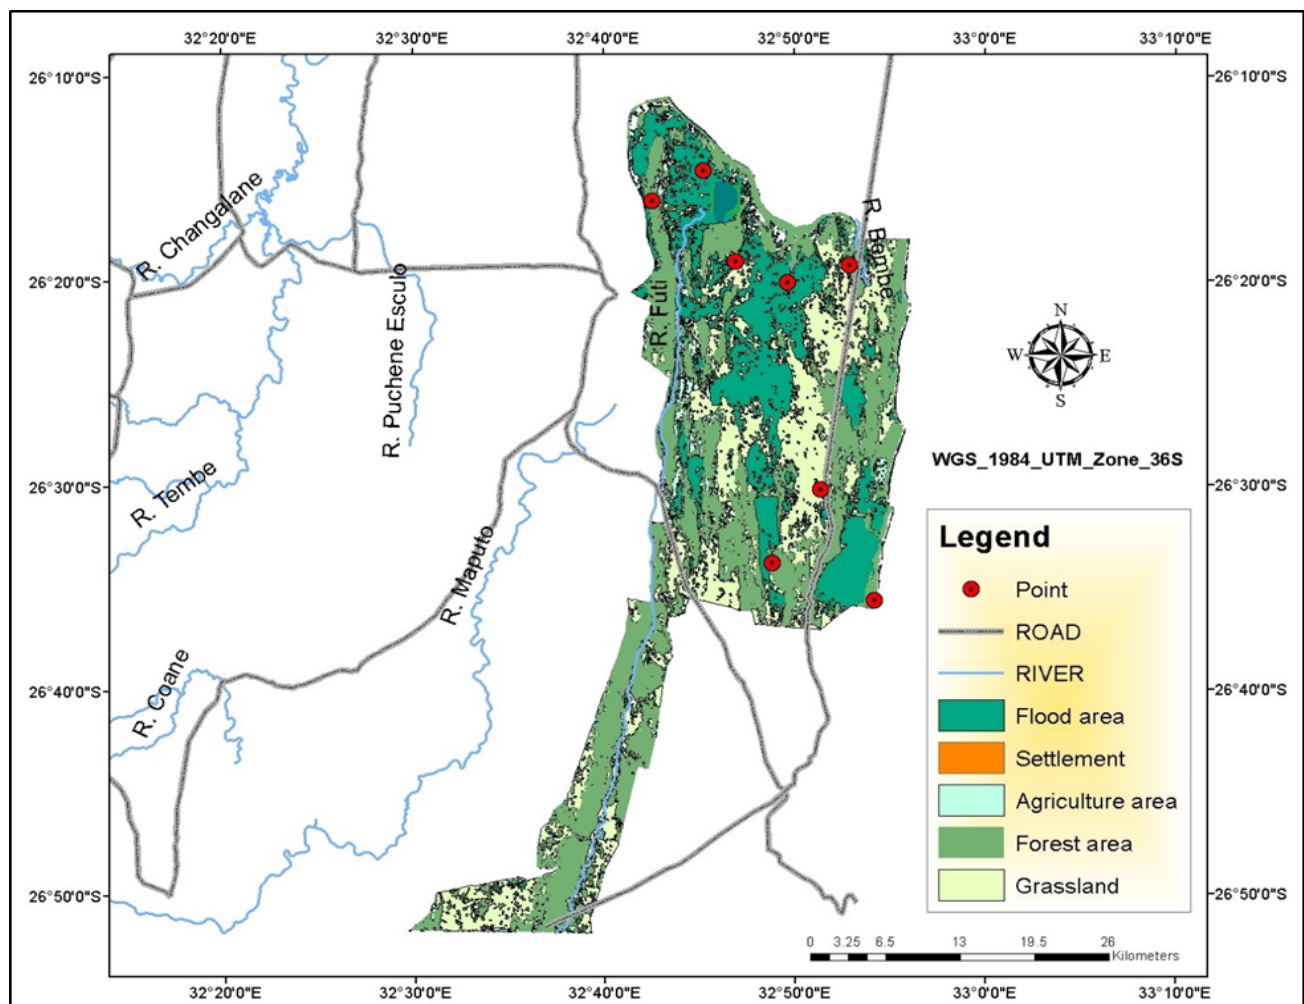 32°20'0"E 32°30'0"E 32°40'0"E 32°50'0"E 33°0'0"E 33°10'0"E
26°10'0"S 26°10'0"S
R. Changalane
R. Bembe
26°20'0"S 26°20'0"S
R. Futi
R. Puchene Esculo
N
W E
S
WGS_1984_UTM_Zone_36S
R. Tembe
26°30'0"S 26°30'0"S
R. Maputo
Legend
Point
ROAD
RIVER
Flood area
Settlement
Agriculture area
Forest area
Grassland
R. Coane
26°40'0"S 26°40'0"S
26°50'0"S 26°50'0"S
0 3.25 6.5 13 19.5 26
Kilometers
32°20'0"E 32°30'0"E 32°40'0"E 32°50'0"E 33°0'0"E 33°10'0"E